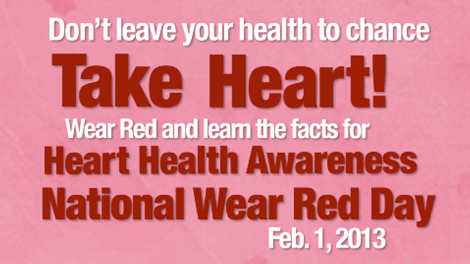 Don't leave your health to chance
Take Heart!
Wear Red and learn the facts for
Heart Health Awareness
National Wear Red Day
Feb. 1, 2013